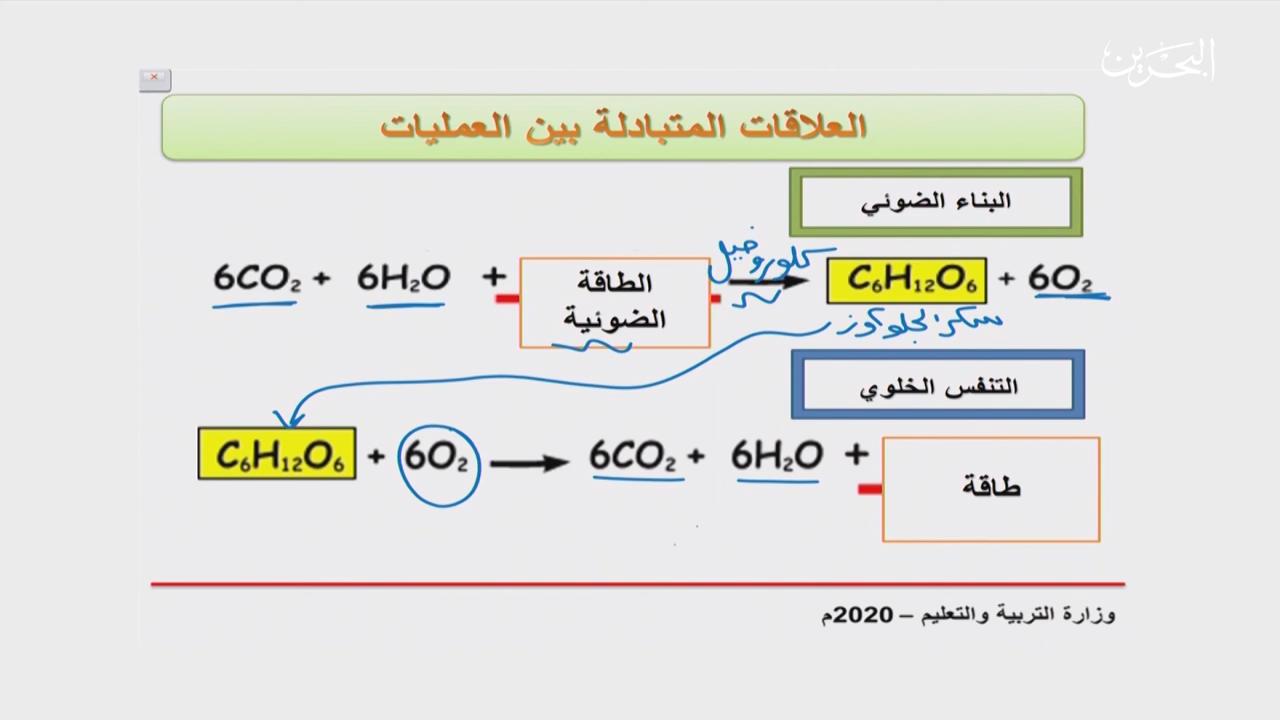 البحرين
العلاقات المتبادلة بين العمليات
البناء الضوئي
كلوروفيل
6CO₂ + 6H₂O + الطاقة الضوئية → C₆H₁₂O₆ + 6O₂
سكر الجلوكوز
التنفس الخلوي
C₆H₁₂O₆ + 6O₂ → 6CO₂ + 6H₂O + طاقة
وزارة التربية والتعليم – 2020م